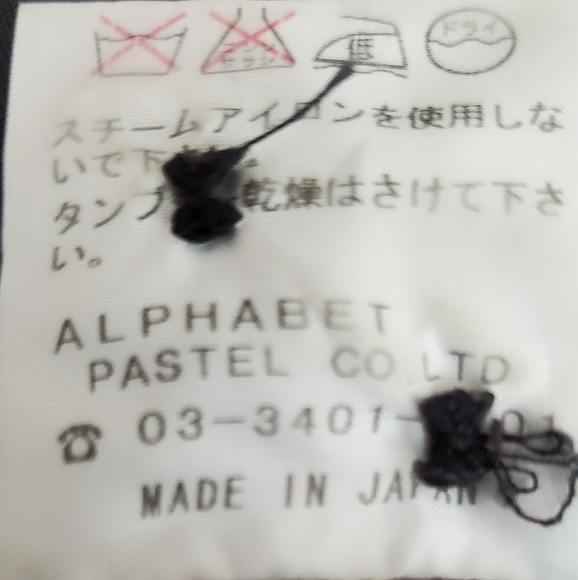 低 ドライ
スチームアイロンを使用しな
いで下さい。
タンブ 乾燥はさけて下さ
い。
ALPHABET
PASTEL CO.,LTD
☎ 03-3401-
MADE IN JAPAN